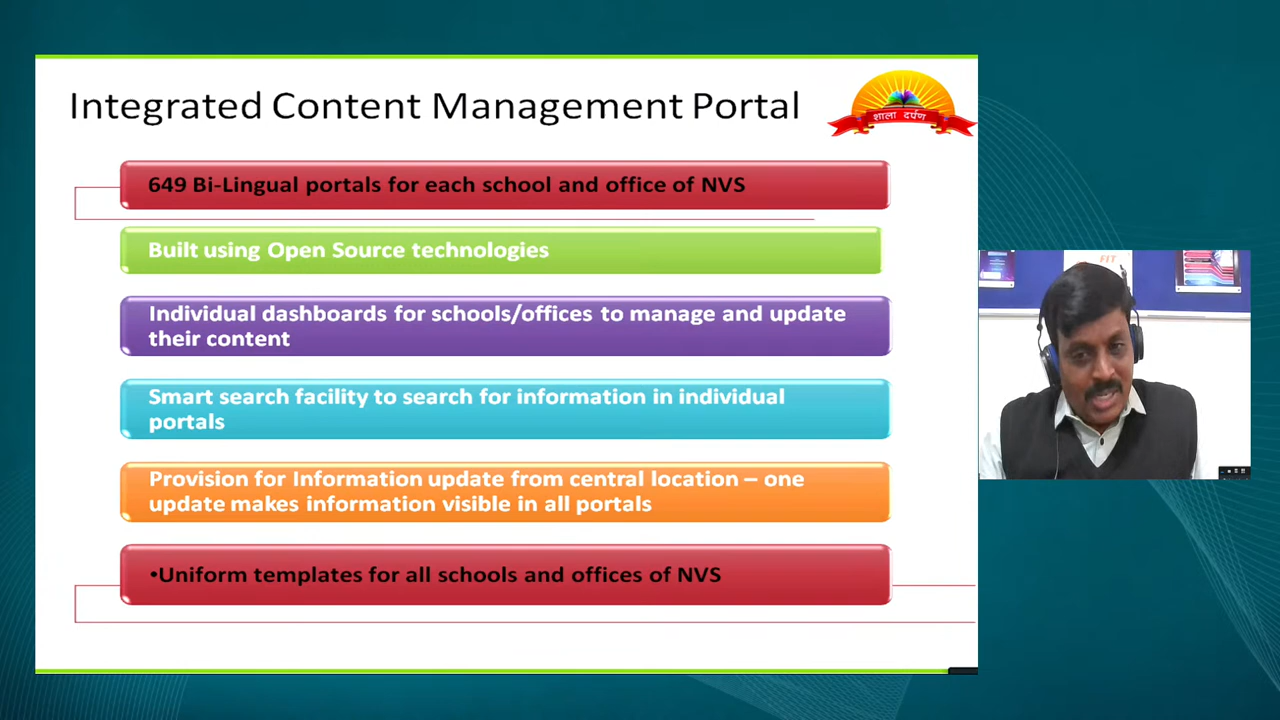 Integrated Content Management Portal
शाला दर्पण
649 Bi-Lingual portals for each school and office of NVS
Built using Open Source technologies
Individual dashboards for schools/offices to manage and update
their content
Smart search facility to search for information in individual
portals
Provision for Information update from central location – one
update makes information visible in all portals
•Uniform templates for all schools and offices of NVS
FIT